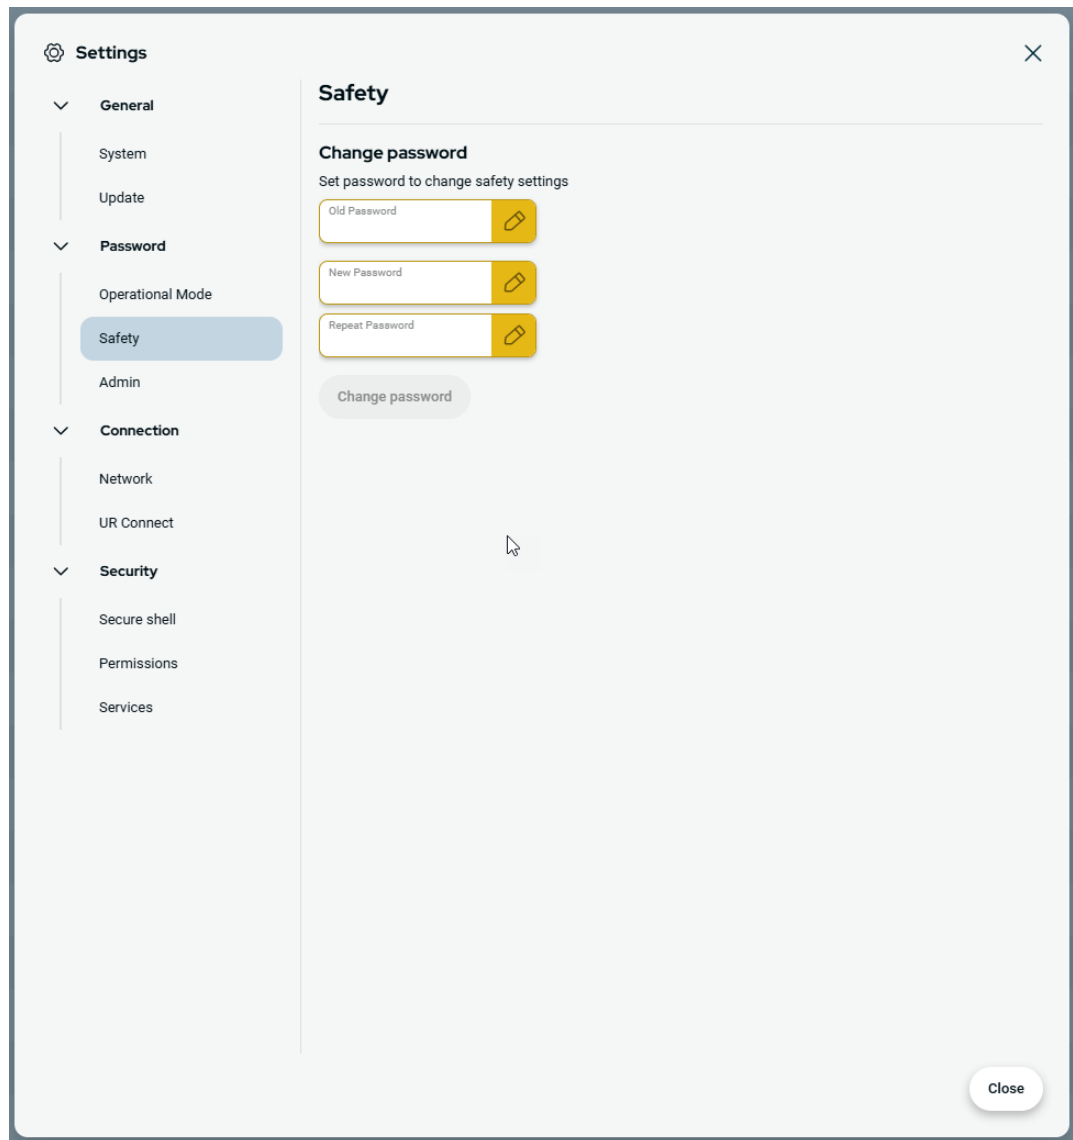 Settings
General
System
Update
Password
Operational Mode
Safety
Admin
Connection
Network
UR Connect
Security
Secure shell
Permissions
Services
Safety
Change password
Set password to change safety settings
Old Password
New Password
Repeat Password
Change password
Close